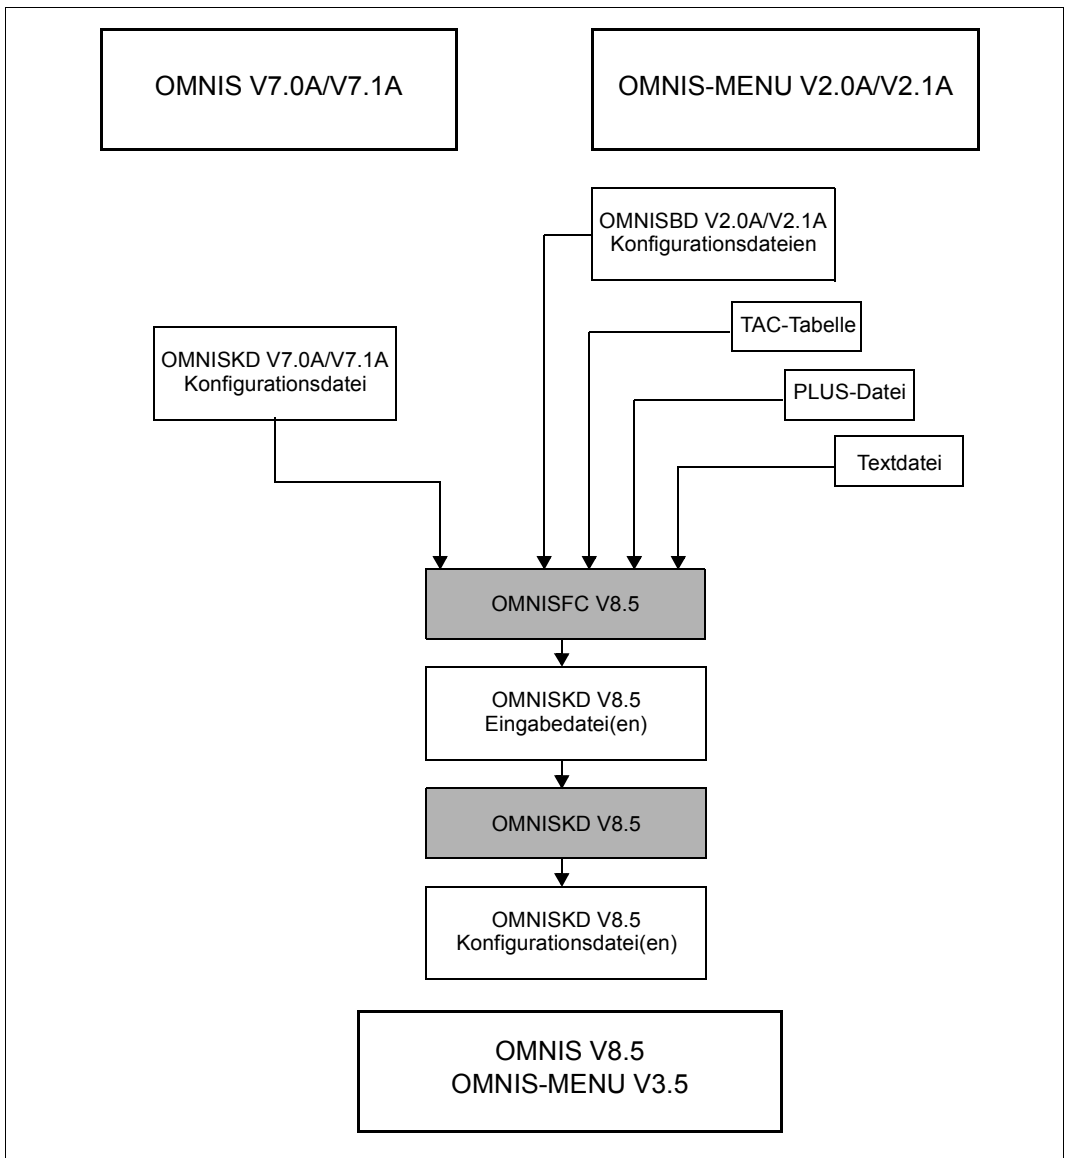 OMNIS V7.0A/V7.1A
OMNIS-MENU V2.0A/V2.1A
OMNISBD V2.0A/V2.1A
Konfigurationsdateien
TAC-Tabelle
OMNISKD V7.0A/V7.1A
Konfigurationsdatei
PLUS-Datei
Textdatei
OMNISFC V8.5
OMNISKD V8.5
Eingabedatei(en)
OMNISKD V8.5
OMNISKD V8.5
Konfigurationsdatei(en)
OMNIS V8.5
OMNIS-MENU V3.5